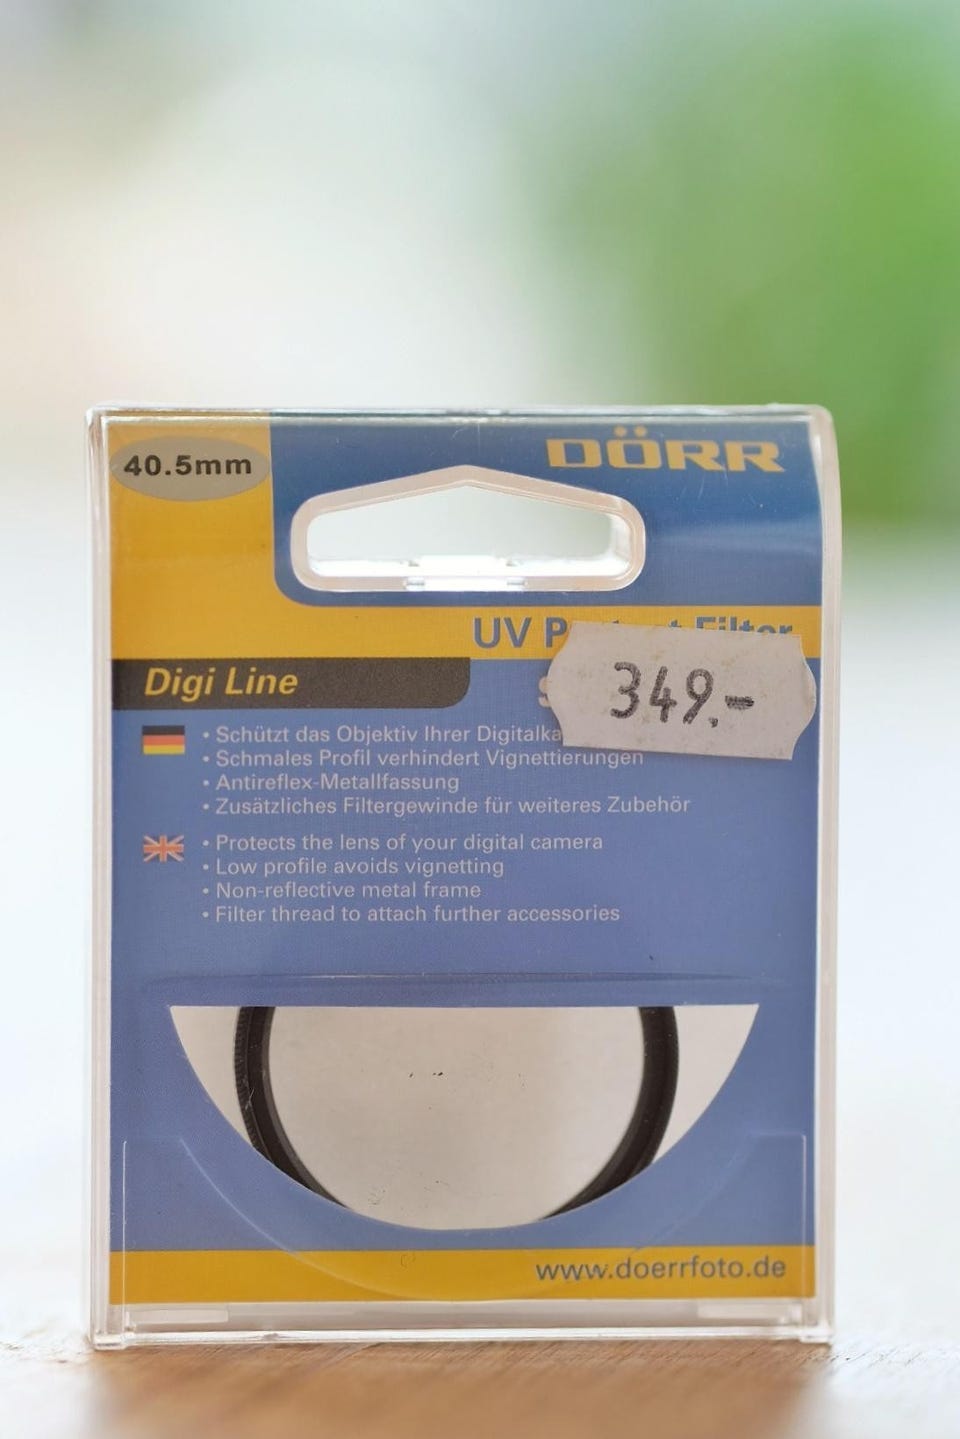 40.5mm
DÖRR
UV Filter
349.-
Digi Line
• Schützt das Objektiv Ihrer
• Schmales Profil verhindert Vignettierungen
• Antireflex-Metallfassung
• Zusätzliches Filtergewinde für weiteres Zubehör
• Protects the lens of your digital camera
• Low profile avoids vignetting
• Non-reflective metal frame
• Filter thread to attach further accessories
www.doerrfoto.de